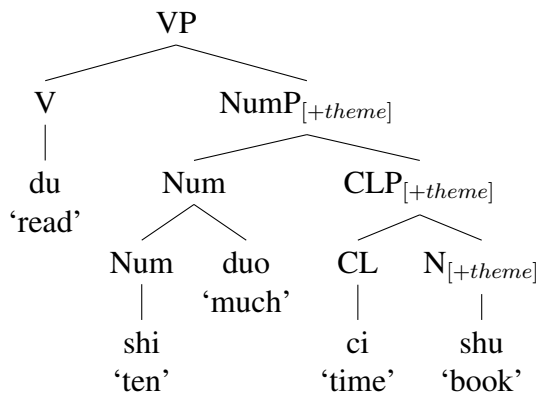 VP
V NumP[+theme]
du Num CLP[+theme]
‘read’
Num duo CL N[+theme]
‘much’
shi ci shu
‘ten’ ‘time’ ‘book’